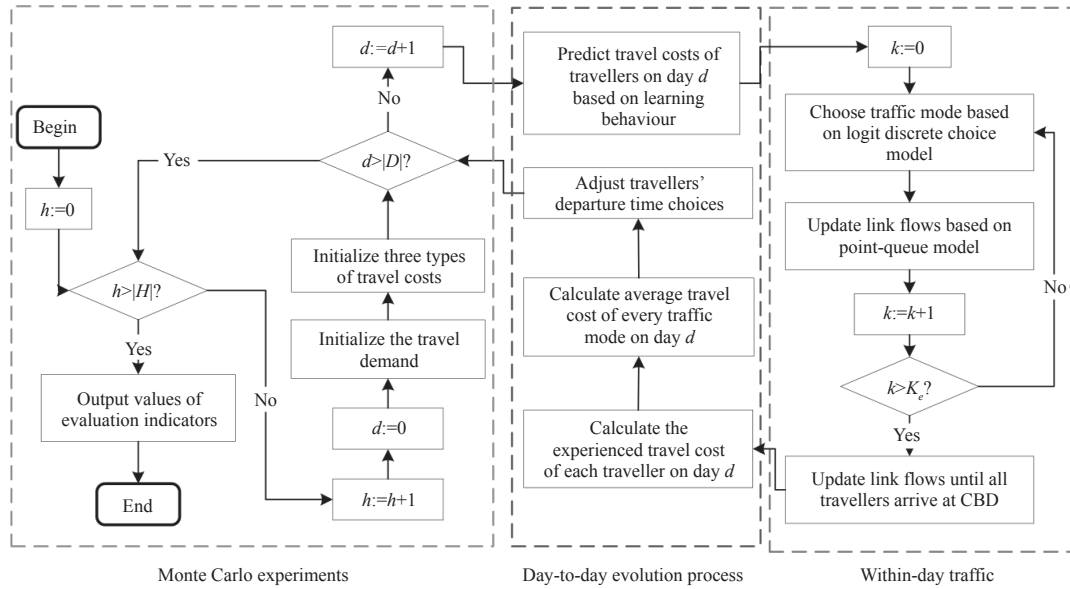 Begin
h:=0
h>|H|?
Yes
Output values of
evaluation indicators
End
No
h:=h+1
d:=0
Initialize the travel
demand
Initialize three types
of travel costs
d>|D|?
Yes
No
d:=d+1
Monte Carlo experiments
Predict travel costs of
travellers on day d
based on learning
behaviour
Adjust travellers'
departure time choices
Calculate average travel
cost of every traffic
mode on day d
Calculate the
experienced travel cost
of each traveller on day d
Day-to-day evolution process
k:=0
Choose traffic mode based
on logit discrete choice
model
Update link flows based on
point-queue model
k:=k+1
k>Ke?
No
Yes
Update link flows until all
travellers arrive at CBD
Within-day traffic